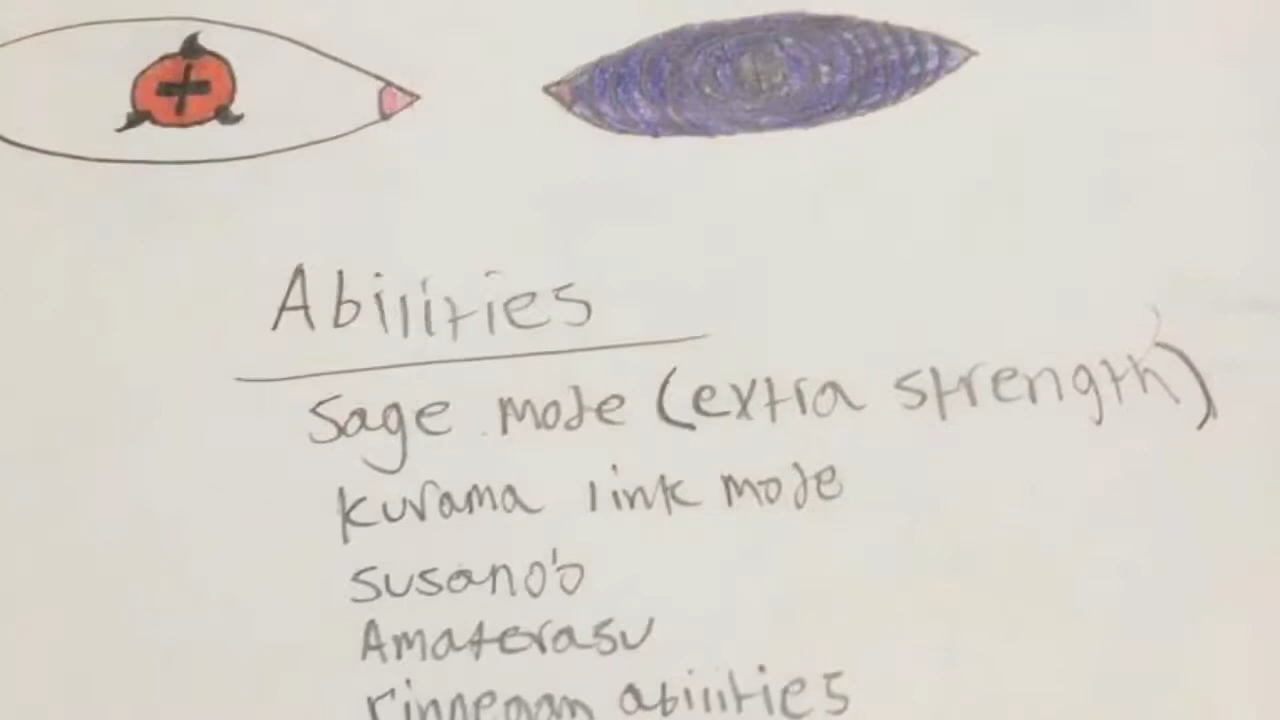 Abilities
Sage mode (extra strength)
kurama link mode
susano'o
Amaterasu
rinnegan abilities